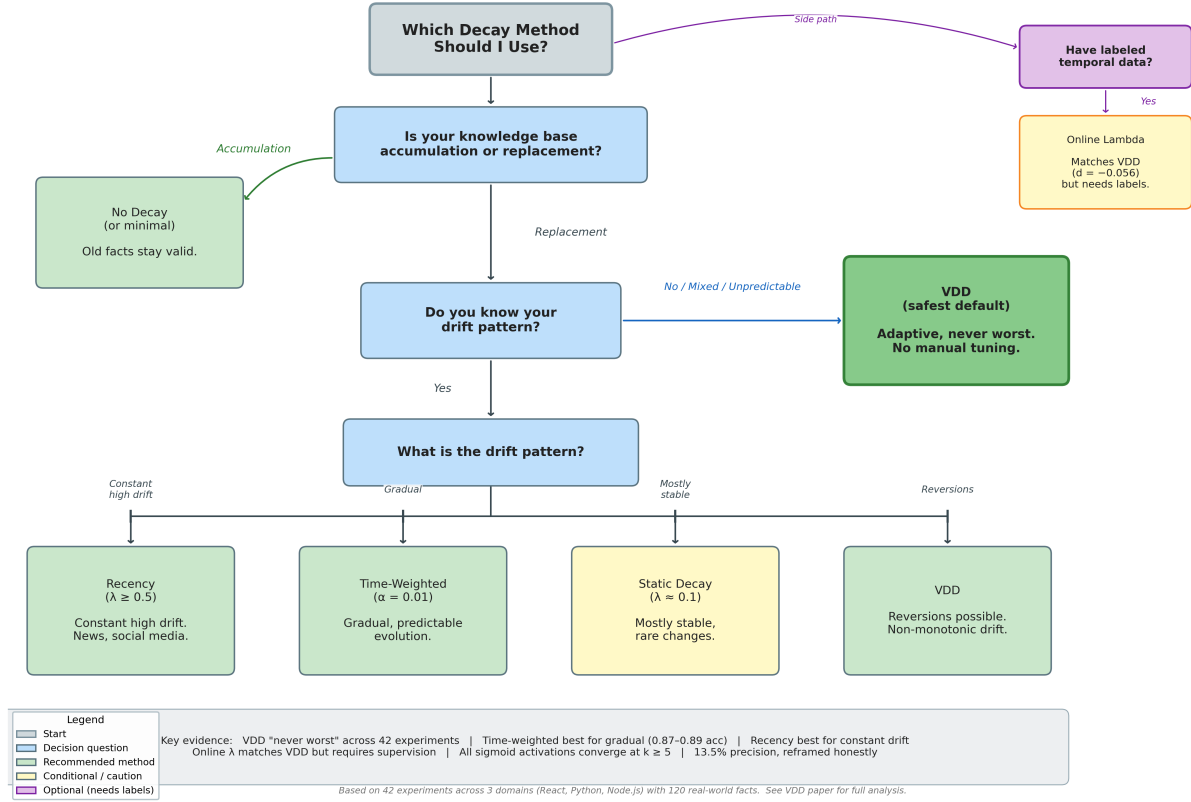 Which Decay Method
Should I Use?
Side path
Have labeled
temporal data?
Yes
Online Lambda
Matches VDD
(d = −0.056)
but needs labels.
Is your knowledge base
accumulation or replacement?
Accumulation
No Decay
(or minimal)
Old facts stay valid.
Replacement
Do you know your
drift pattern?
No / Mixed / Unpredictable
VDD
(safest default)
Adaptive, never worst.
No manual tuning.
Yes
What is the drift pattern?
Constant
high drift
Gradual
Mostly
stable
Reversions
Recency
(λ ≥ 0.5)
Constant high drift.
News, social media.
Time-Weighted
(α = 0.01)
Gradual, predictable
evolution.
Static Decay
(λ ≈ 0.1)
Mostly stable,
rare changes.
VDD
Reversions possible.
Non-monotonic drift.
Legend
Start
Decision question
Recommended method
Conditional / caution
Optional (needs labels)
Key evidence: VDD "never worst" across 42 experiments | Time-weighted best for gradual (0.87–0.89 acc) | Recency best for constant drift
Online λ matches VDD but requires supervision | All sigmoid activations converge at k ≥ 5 | 13.5% precision, reframed honestly
Based on 42 experiments across 3 domains (React, Python, Node.js) with 120 real-world facts. See VDD paper for full analysis.